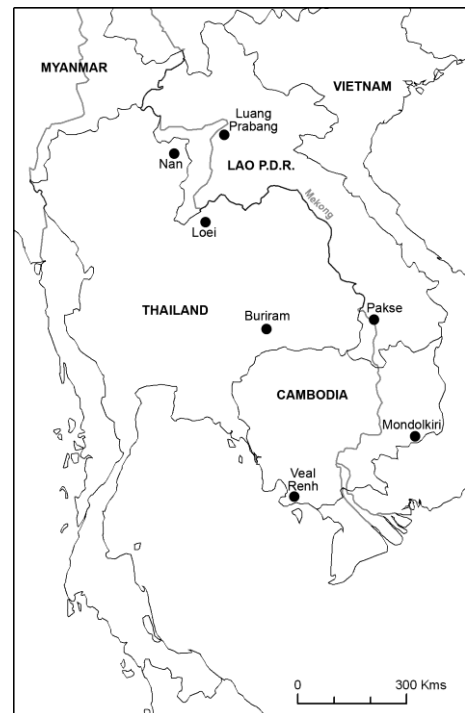 MYANMAR
VIETNAM
Luang
Prabang
Nan
LAO P.D.R.
Loei
Mekong
THAILAND
Buriram
Pakse
CAMBODIA
Mondolkiri
Veal
Renh
0
300 Kms